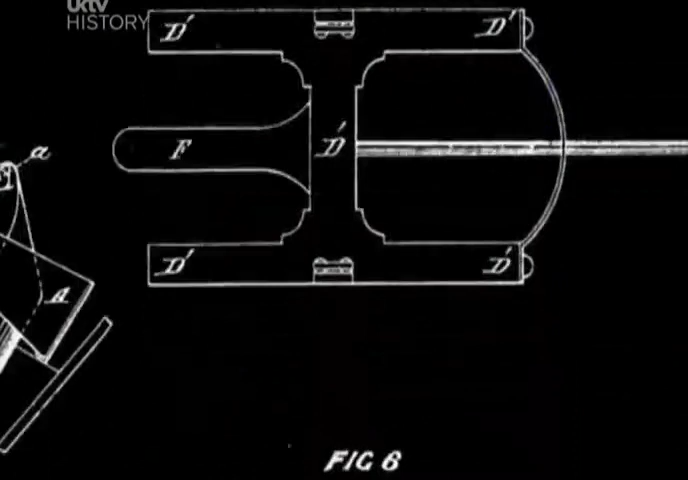 uktv
HISTORY
D' D'
F D'
a
D' D'
A
FIG 6